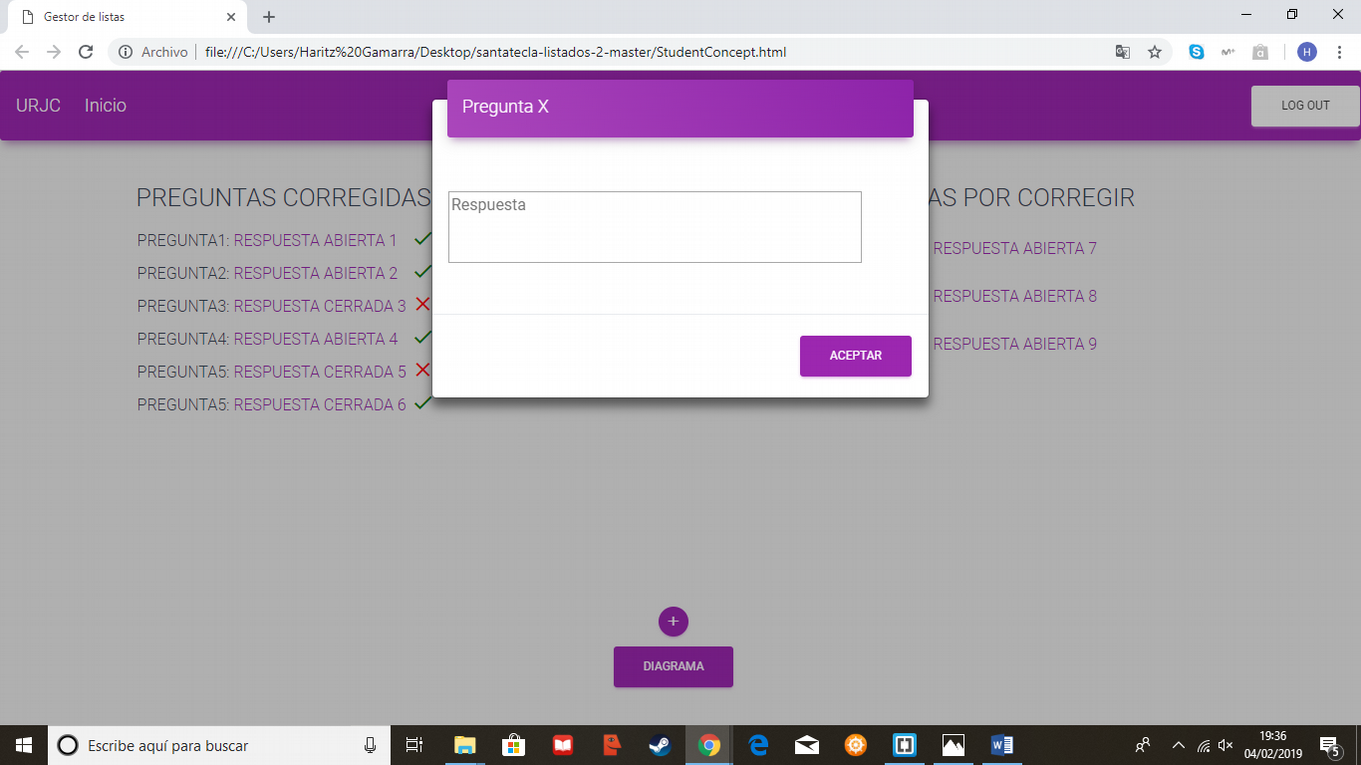 Gestor de listas
Archivo
file:///C:/Users/Haritz%20Gamarra/Desktop/santatecla-listados-2-master/StudentConcept.html
H
URJC Inicio
LOG OUT
Pregunta X
Respuesta
ACEPTAR
PREGUNTAS CORREGIDAS
PREGUNTA1: RESPUESTA ABIERTA 1
PREGUNTA2: RESPUESTA ABIERTA 2
PREGUNTA3: RESPUESTA CERRADA 3
PREGUNTA4: RESPUESTA ABIERTA 4
PREGUNTA5: RESPUESTA CERRADA 5
PREGUNTA5: RESPUESTA CERRADA 6
AS POR CORREGIR
RESPUESTA ABIERTA 7
RESPUESTA ABIERTA 8
RESPUESTA ABIERTA 9
+
DIAGRAMA
Escribe aquí para buscar
19:36
04/02/2019
5